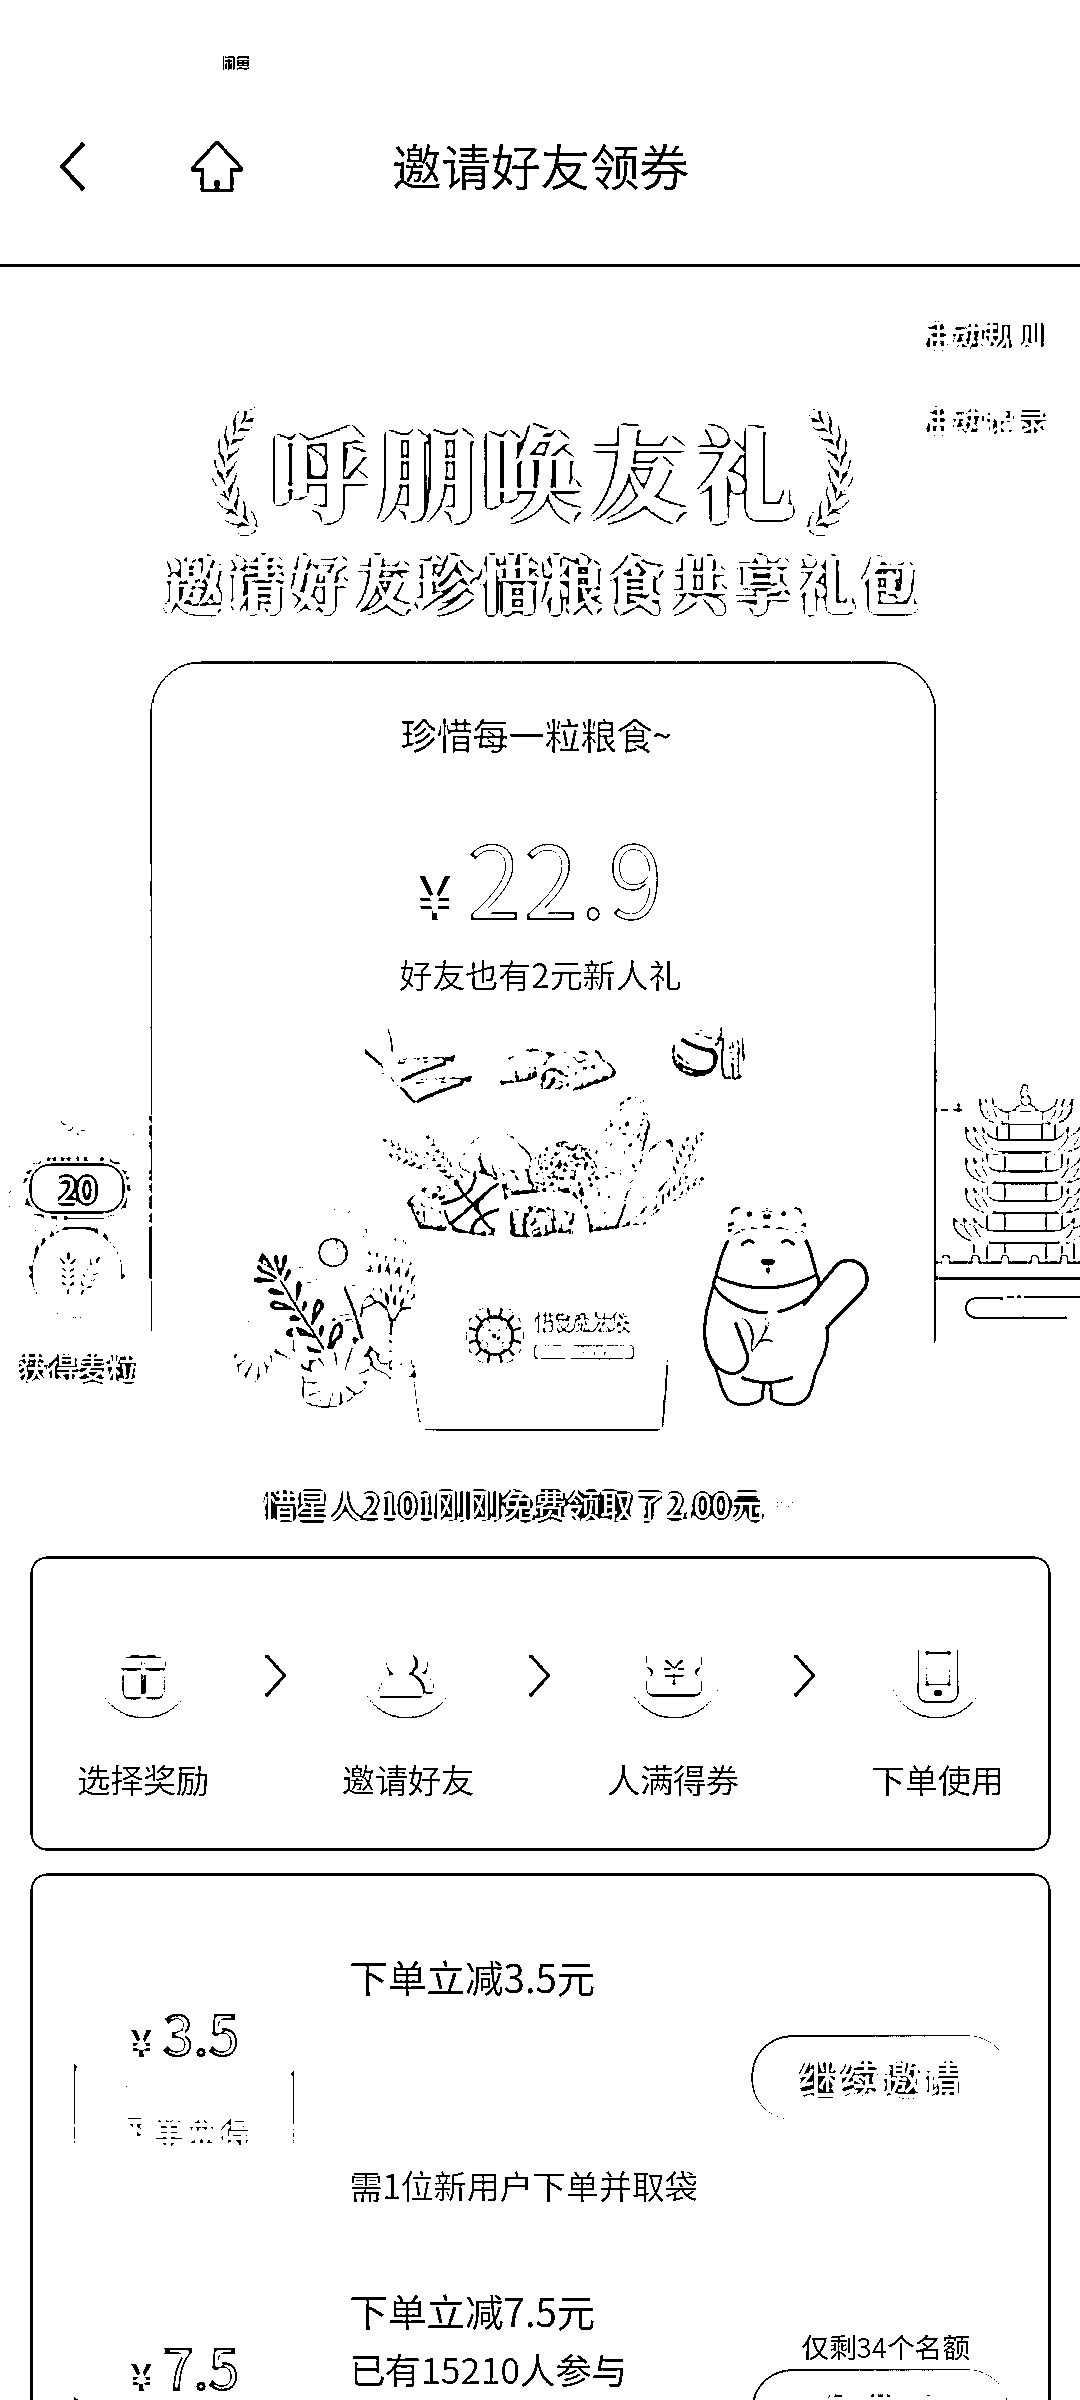 闲鱼
邀请好友领券
活动规则
活动记录
呼朋唤友礼
邀请好友珍惜粮食共享礼包
珍惜每一粒粮食~
¥22.9
好友也有2元新人礼
20
惜食魔法袋
获得麦粒
惜星人2101刚刚免费领取了2.00元
选择奖励
邀请好友
人满得券
下单使用
下单立减3.5元
¥3.5
继续邀请
下单获得
需1位新用户下单并取袋
下单立减7.5元
仅剩34个名额
¥7.5
已有15210人参与